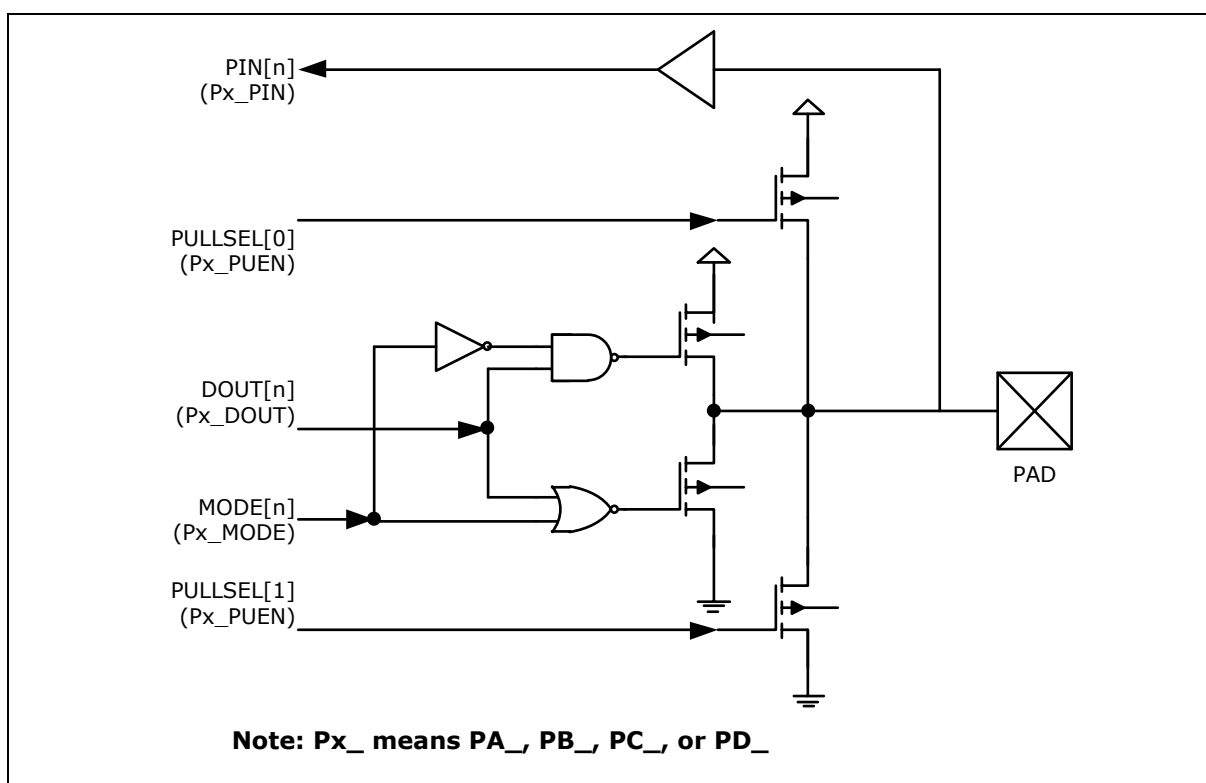 PIN[n]
(Px_PIN)
PULLSEL[0]
(Px_PUEN)
DOUT[n]
(Px_DOUT)
PAD
MODE[n]
(Px_MODE)
PULLSEL[1]
(Px_PUEN)
Note: Px_ means PA_, PB_, PC_, or PD_